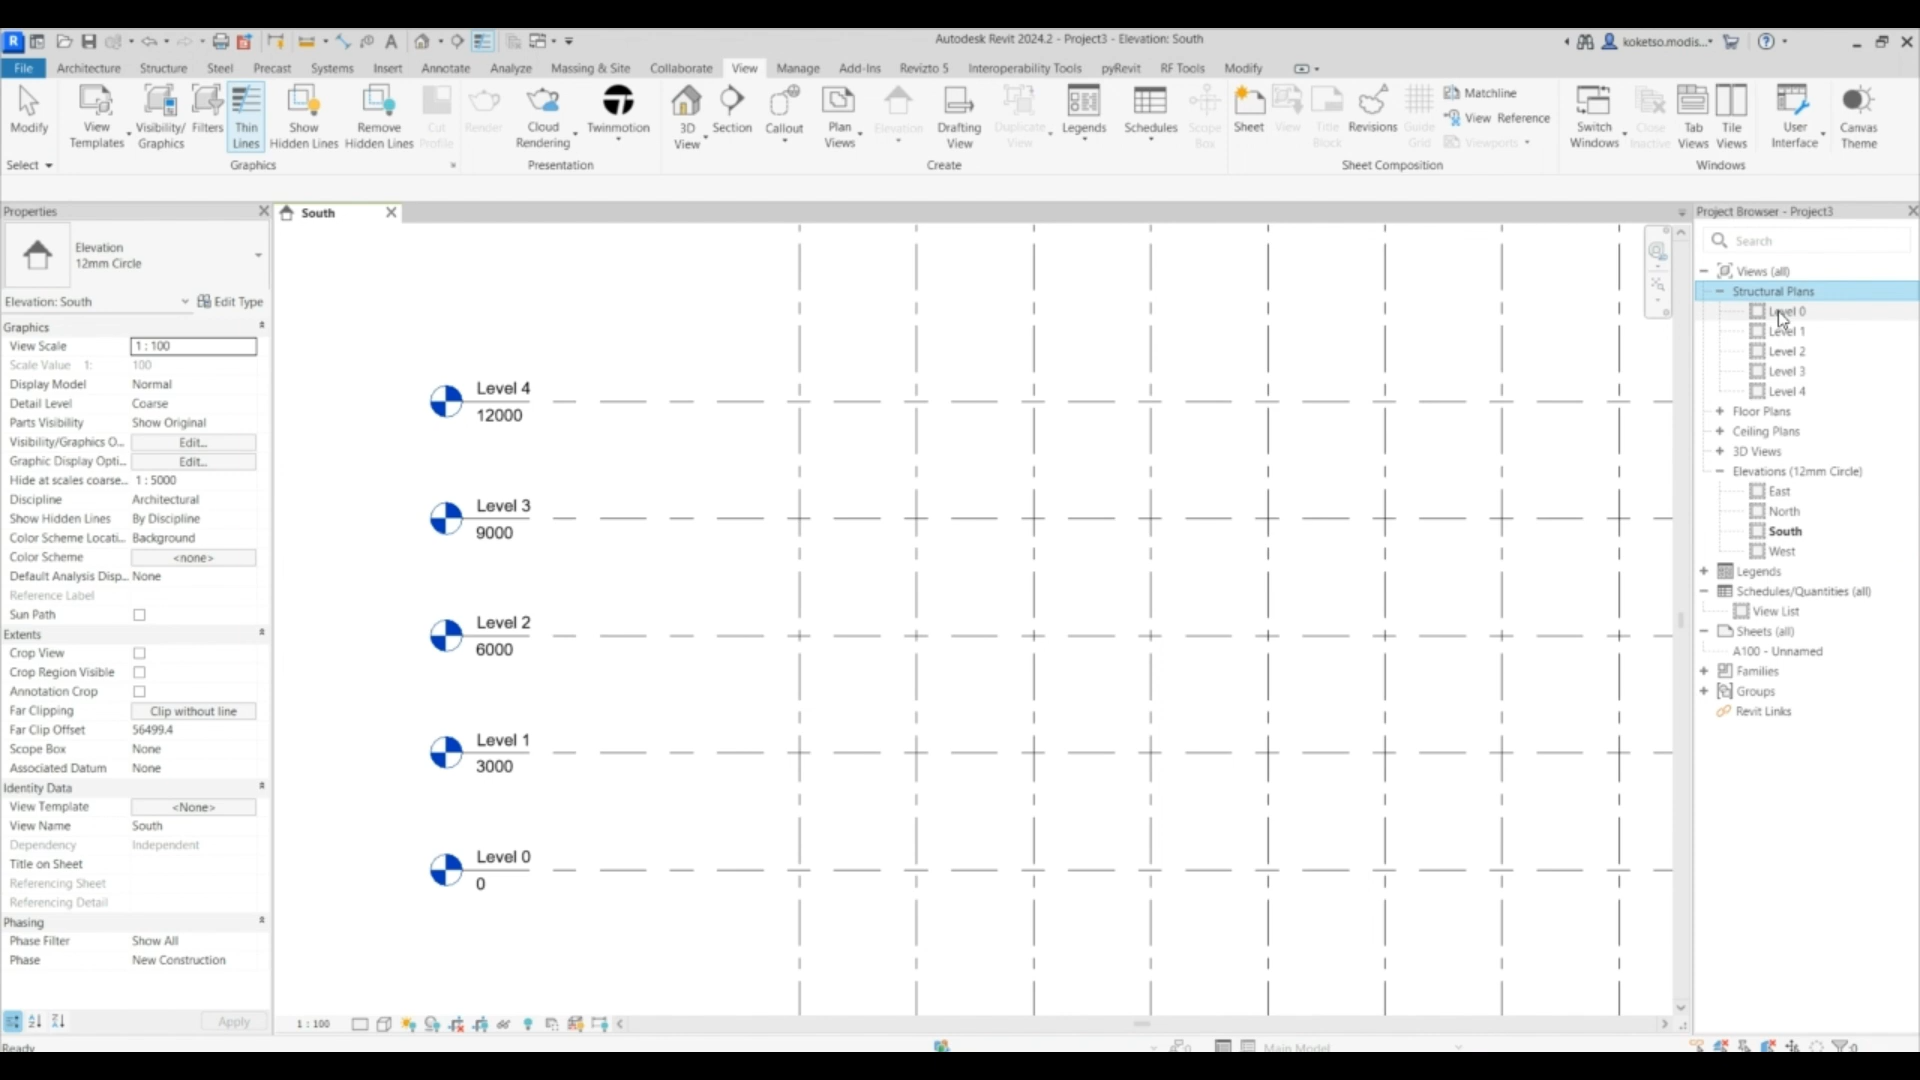 Autodesk Revit 2024.2 - Project3 - Elevation: South
koketso.modis...
File Architecture Structure Steel Precast Systems Insert Annotate Analyze Massing & Site Collaborate View Manage Add-Ins Revizto 5 Interoperability Tools pyRevit RF Tools Modify
Modify
View Templates
Visibility/ Graphics
Filters
Thin Lines
Show Hidden Lines
Remove Hidden Lines
Cut Profile
Render
Cloud Rendering
Twinmotion
3D View
Section
Callout
Plan Views
Elevation
Drafting View
Duplicate View
Legends
Schedules
Scope Box
Sheet
View
Title Block
Revisions
Guide Grid
Matchline
View Reference
Viewports
Switch Windows
Close Inactive
Tab Views
Tile Views
User Interface
Canvas Theme
Select
Graphics
Presentation
Create
Sheet Composition
Windows
Properties
Elevation
12mm Circle
Elevation: South
Edit Type
Graphics
View Scale 1 : 100
Scale Value 1: 100
Display Model Normal
Detail Level Coarse
Parts Visibility Show Original
Visibility/Graphics O... Edit...
Graphic Display Opti... Edit...
Hide at scales coarse... 1 : 5000
Discipline Architectural
Show Hidden Lines By Discipline
Color Scheme Locati... Background
Color Scheme <none>
Default Analysis Disp... None
Reference Label
Sun Path
Extents
Crop View
Crop Region Visible
Annotation Crop
Far Clipping Clip without line
Far Clip Offset 56499.4
Scope Box None
Associated Datum None
Identity Data
View Template <None>
View Name South
Dependency Independent
Title on Sheet
Referencing Sheet
Referencing Detail
Phasing
Phase Filter Show All
Phase New Construction
Apply
Ready
South
Level 4
12000
Level 3
9000
Level 2
6000
Level 1
3000
Level 0
0
1 : 100
Main Model
:0
:0
Project Browser - Project3
Search
Views (all)
Structural Plans
Level 0
Level 1
Level 2
Level 3
Level 4
Floor Plans
Ceiling Plans
3D Views
Elevations (12mm Circle)
East
North
South
West
Legends
Schedules/Quantities (all)
View List
Sheets (all)
A100 - Unnamed
Families
Groups
Revit Links